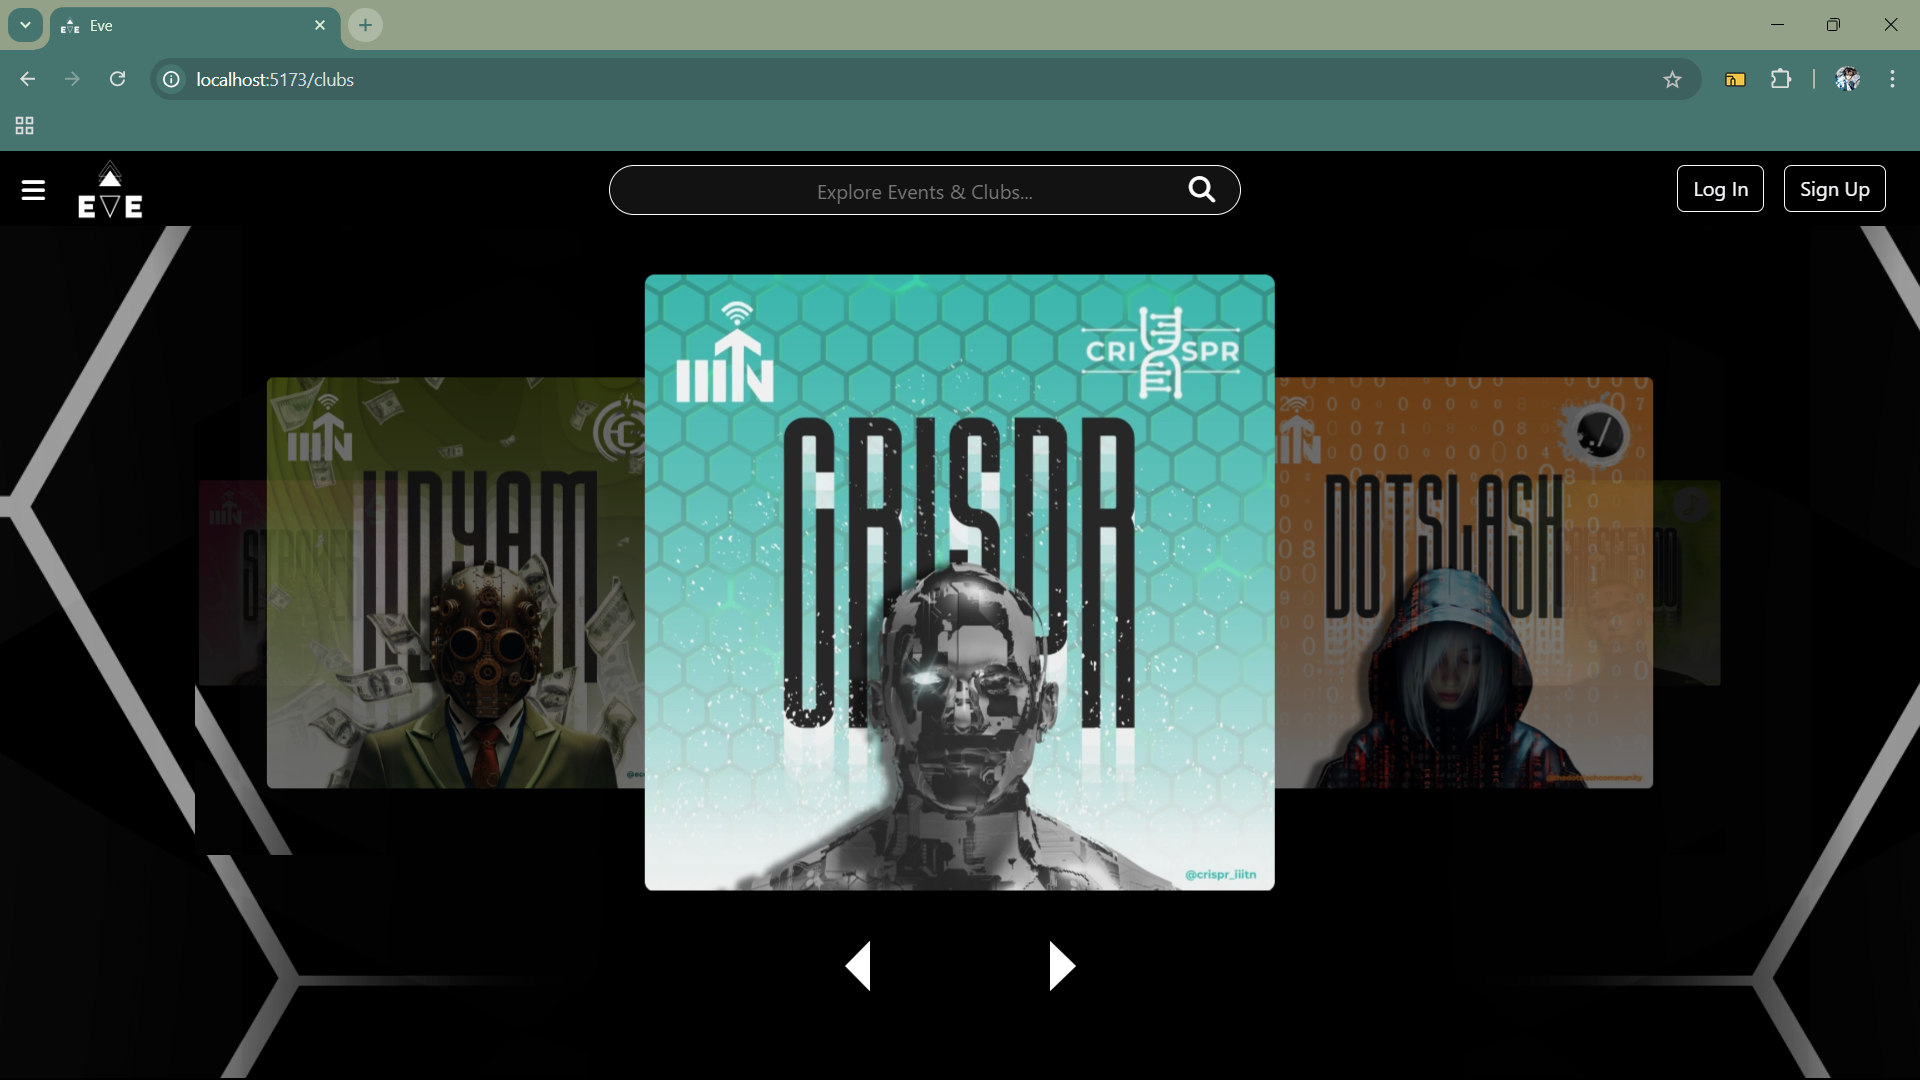 Eve
localhost:5173/clubs
EVE
Explore Events & Clubs...
Log In
Sign Up
IIITN
CRISPR
CRISPR
@crispr_iiitn
IIITN
UDYAM
IIITN
DOTSLASH
@thedotslashcommunity